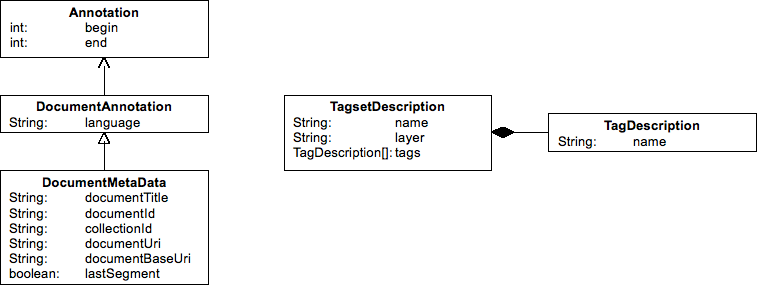 Annotation
int: begin
int: end
DocumentAnnotation
String: language
DocumentMetaData
String: documentTitle
String: documentId
String: collectionId
String: documentUri
String: documentBaseUri
boolean: lastSegment
TagsetDescription
String: name
String: layer
TagDescription[]: tags
TagDescription
String: name